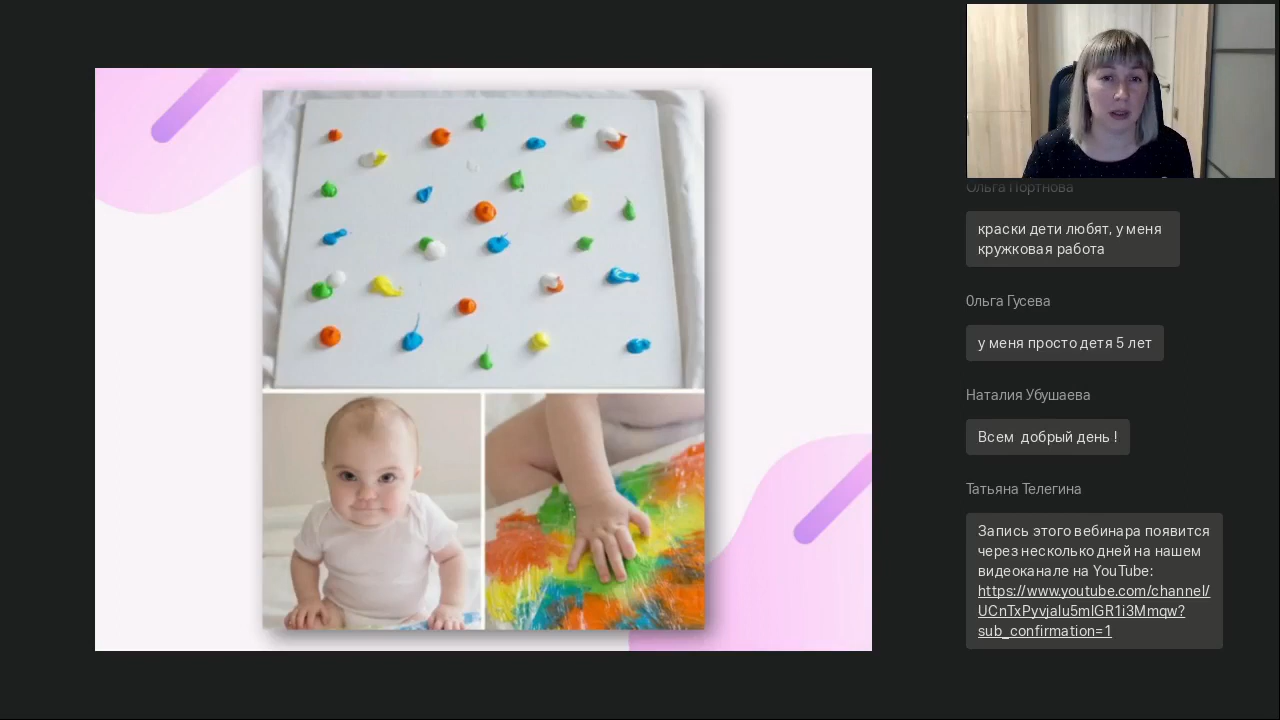 Ольга Портнова
краски дети любят, у меня
кружковая работа
Ольга Гусева
у меня просто детя 5 лет
Наталия Убушаева
Всем добрый день !
Татьяна Телегина
Запись этого вебинара появится
через несколько дней на нашем
видеоканале на YouTube:
https://www.youtube.com/channel/
UCnTxPyvjaIu5mIGR1i3Mmqw?
sub_confirmation=1